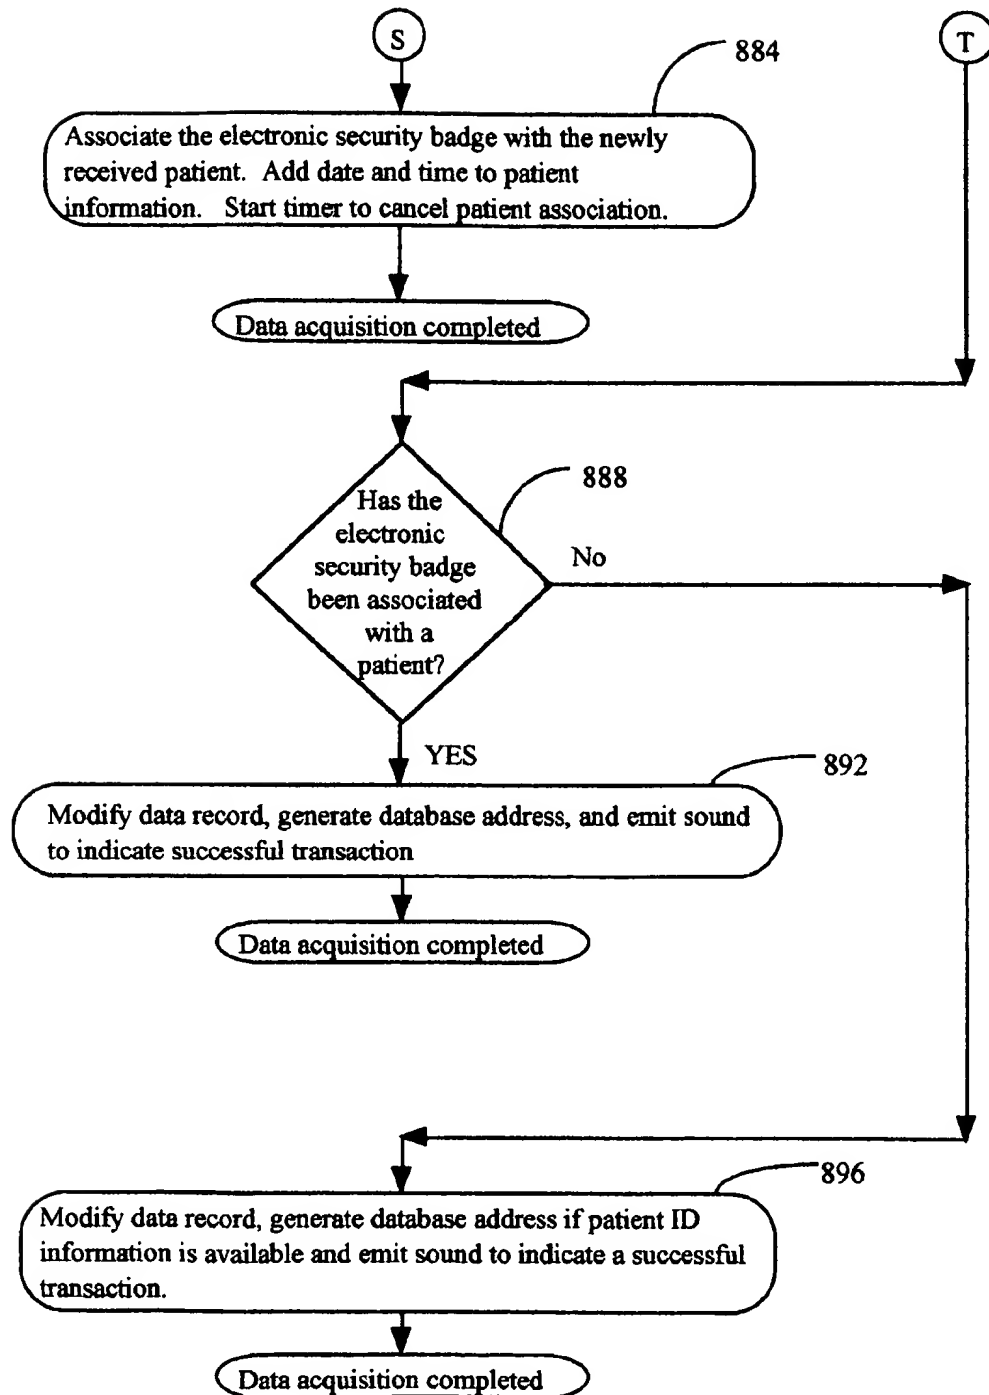 S
T
884
Associate the electronic security badge with the newly
received patient. Add date and time to patient
information. Start timer to cancel patient association.
Data acquisition completed
888
Has the
electronic
security badge
been associated
with a
patient?
No
YES
892
Modify data record, generate database address, and emit sound
to indicate successful transaction
Data acquisition completed
896
Modify data record, generate database address if patient ID
information is available and emit sound to indicate a successful
transaction.
Data acquisition completed